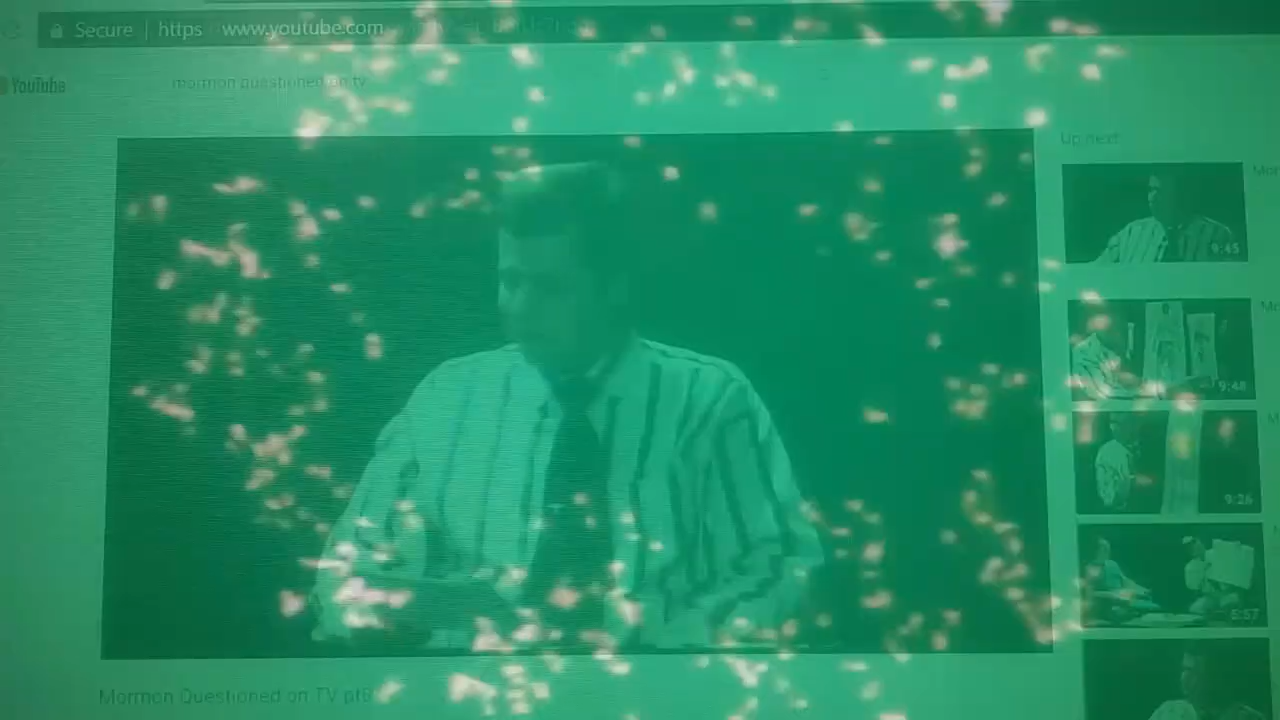 Secure | https www.youtube.com
YouTube
mormon questioned on tv
Up next
9:45
9:48
9:26
5:57
Mormon Questioned on TV pt8